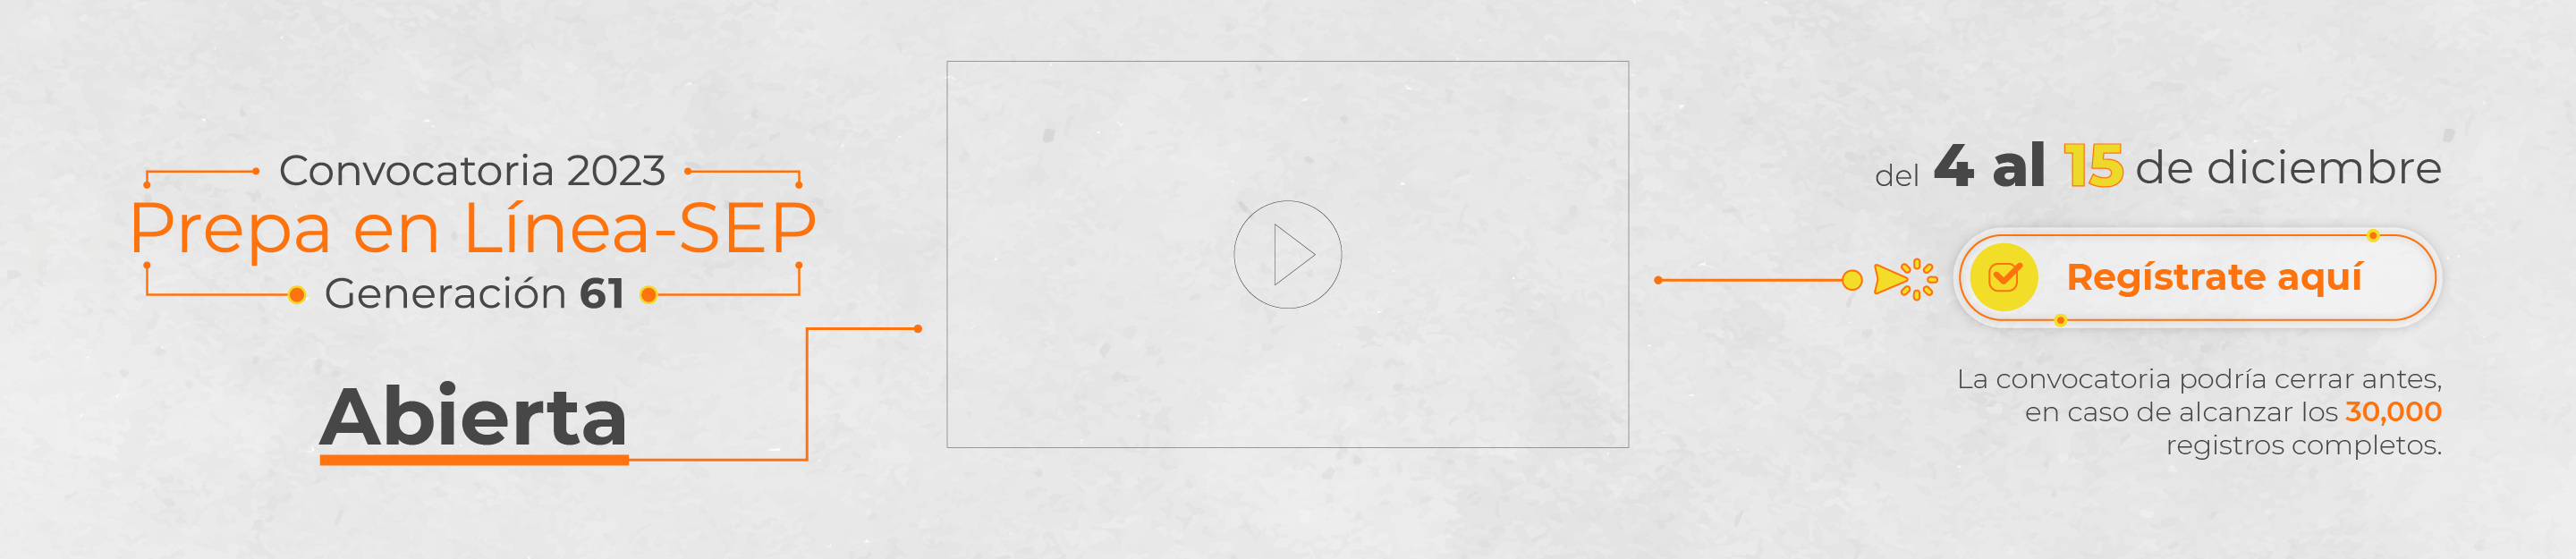 Convocatoria 2023
Prepa en Línea-SEP
Generación 61
Abierta
del 4 al 15 de diciembre
Regístrate aquí
La convocatoria podría cerrar antes,
en caso de alcanzar los 30,000
registros completos.